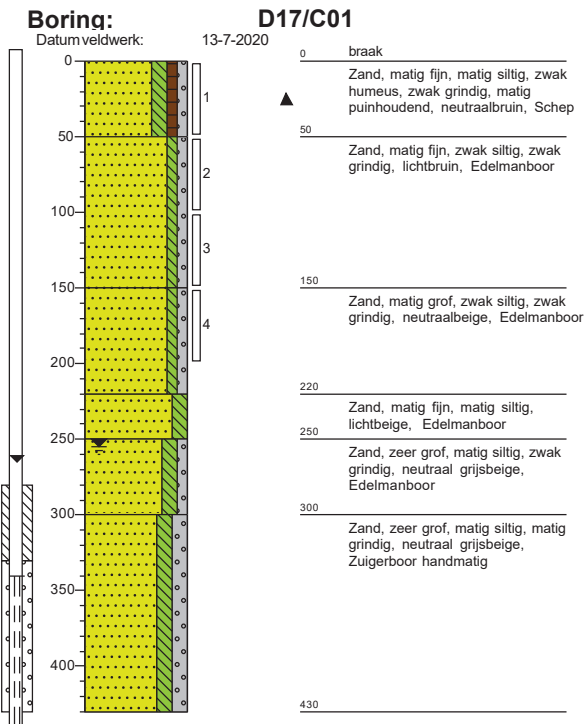 Boring: D17/C01
Datum veldwerk: 13-7-2020
0
50
100
150
200
250
300
350
400
1
2
3
4
0 braak
Zand, matig fijn, matig siltig, zwak
humeus, zwak grindig, matig
puinhoudend, neutraalbruin, Schep
50
Zand, matig fijn, zwak siltig, zwak
grindig, lichtbruin, Edelmanboor
150
Zand, matig grof, zwak siltig, zwak
grindig, neutraalbeige, Edelmanboor
220
Zand, matig fijn, matig siltig,
lichtbeige, Edelmanboor
250
Zand, zeer grof, matig siltig, zwak
grindig, neutraal grijsbeige,
Edelmanboor
300
Zand, zeer grof, matig siltig, matig
grindig, neutraal grijsbeige,
Zuigerboor handmatig
430